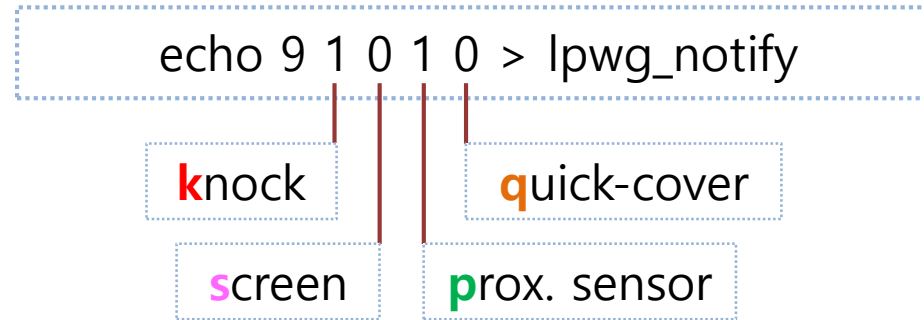 echo 9 1 0 1 0 > lpwg_notify
knock
quick-cover
screen
prox. sensor